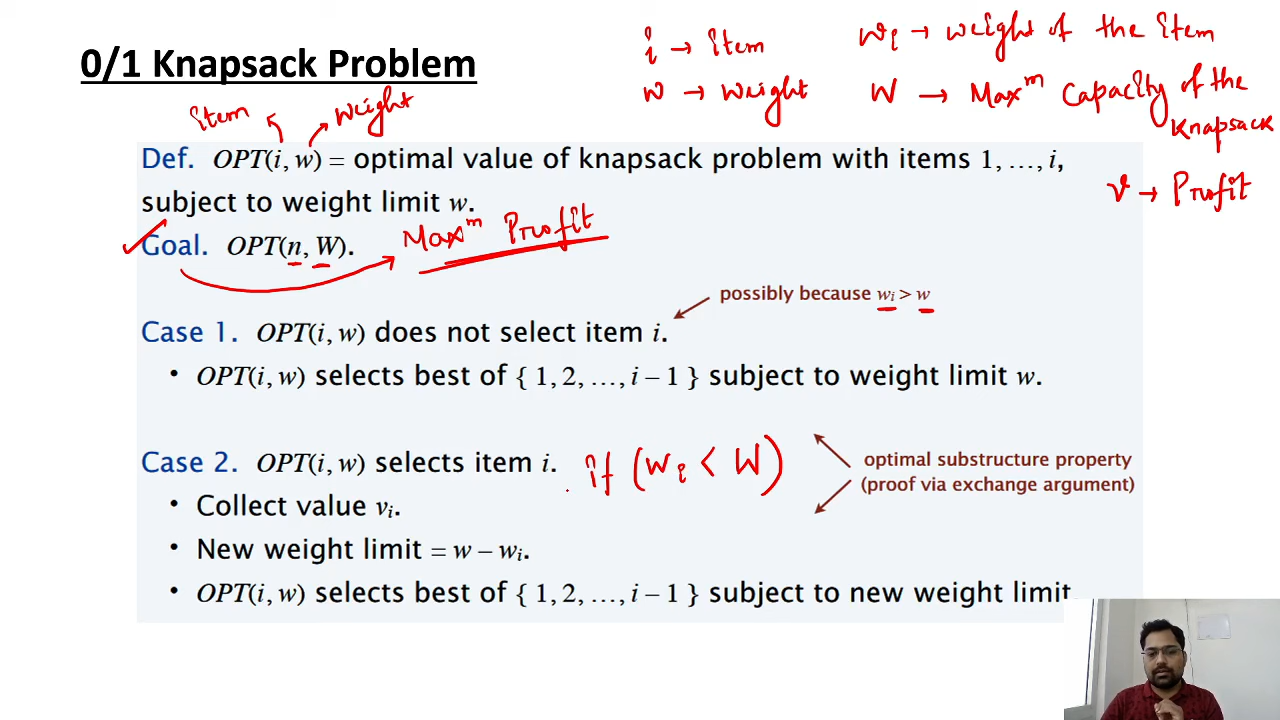 i → Item
w → Weight
wi → weight of the item
W → Maxᵐ Capacity of the
Knapsack
v → Profit
0/1 Knapsack Problem
item
Weight
Def. OPT(i, w) = optimal value of knapsack problem with items 1, …, i,
subject to weight limit w.
Goal. OPT(n, W).
Maxᵐ Profit
possibly because wi > w
Case 1. OPT(i, w) does not select item i.
• OPT(i, w) selects best of { 1, 2, …, i – 1 } subject to weight limit w.
Case 2. OPT(i, w) selects item i. if (wi < W)
optimal substructure property
(proof via exchange argument)
• Collect value vi.
• New weight limit = w – wi.
• OPT(i, w) selects best of { 1, 2, …, i – 1 } subject to new weight limit